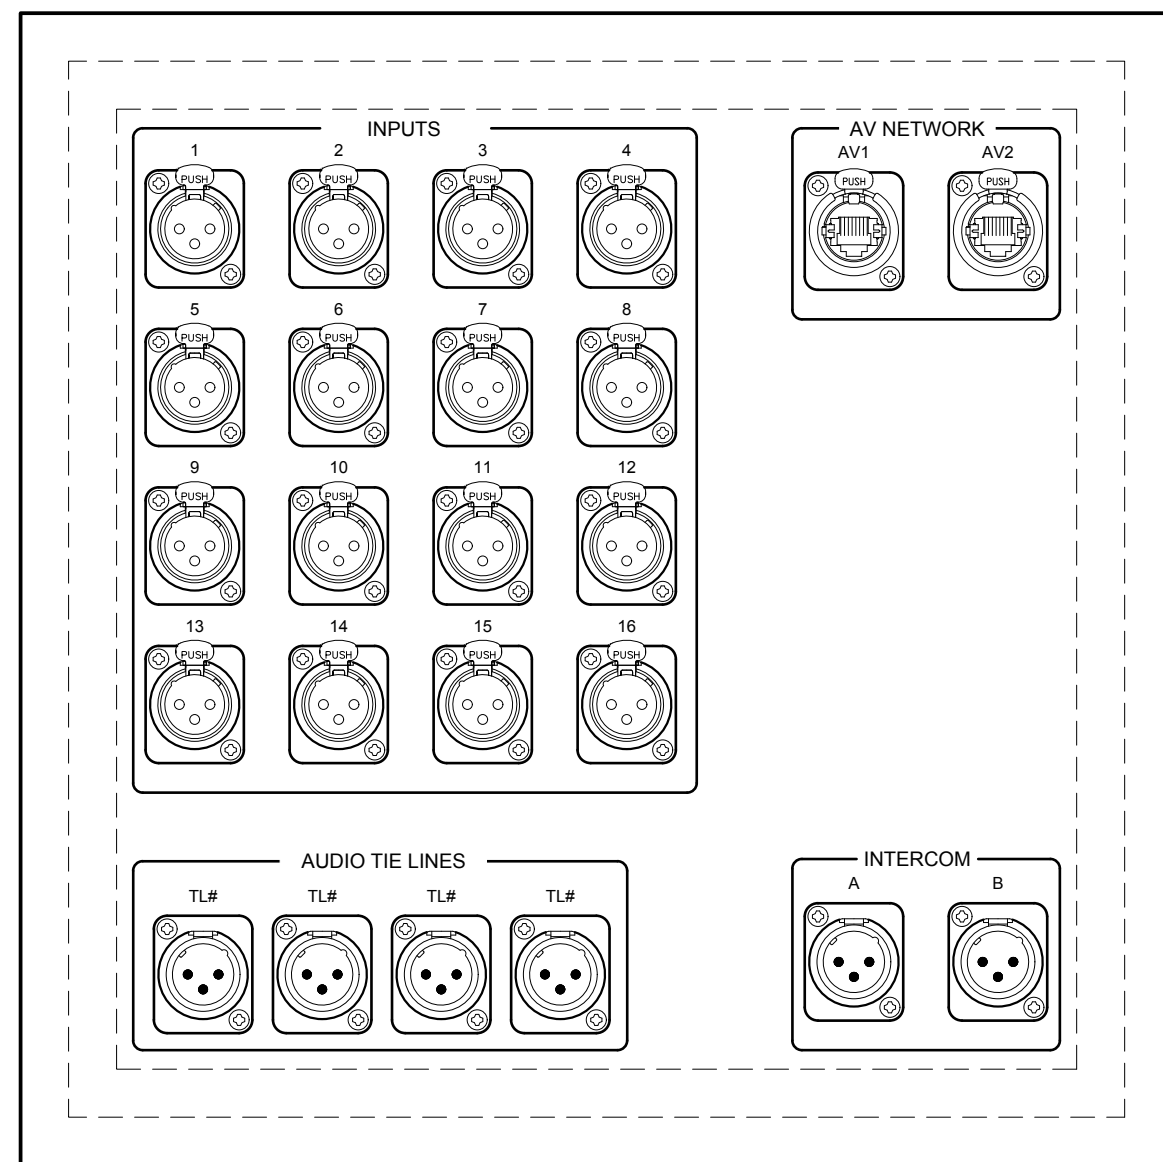 INPUTS
1 2 3 4
PUSH PUSH PUSH PUSH
5 6 7 8
PUSH PUSH PUSH PUSH
9 10 11 12
PUSH PUSH PUSH PUSH
13 14 15 16
PUSH PUSH PUSH PUSH
AV NETWORK
AV1 AV2
PUSH PUSH
AUDIO TIE LINES
TL# TL# TL# TL#
INTERCOM
A B